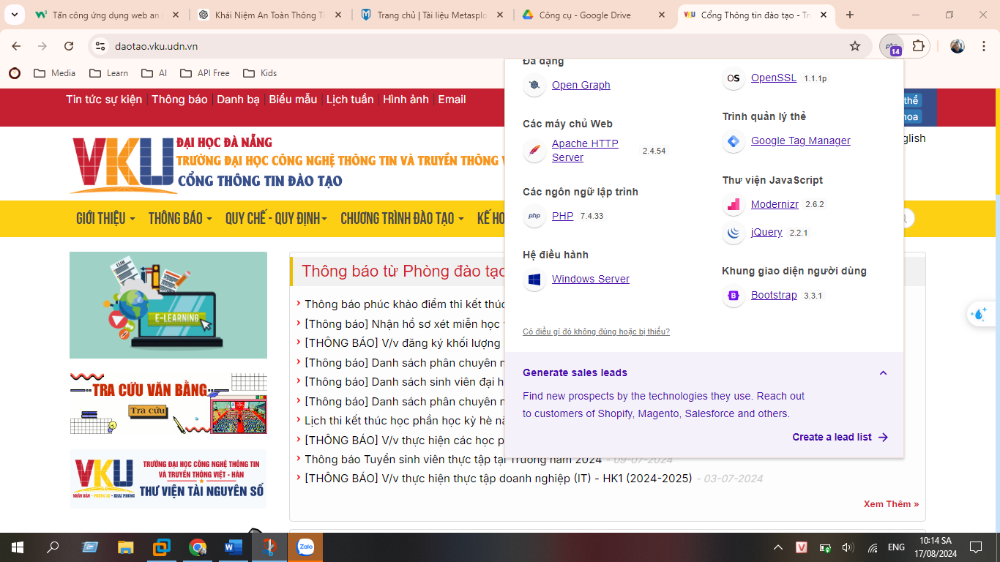 Tấn công ứng dụng web an
Khái Niệm An Toàn Thông T
Trang chủ | Tài liệu Metasplo
Công cụ - Google Drive
Cổng Thông tin đào tạo - Tr
daotao.vku.udn.vn
php
14
Media
Learn
AI
API Free
Kids
Tin tức sự kiện | Thông báo | Danh bạ | Biểu mẫu | Lịch tuần | Hình ảnh | Email
thể
hoa
glish
VKU
ĐẠI HỌC ĐÀ NẴNG
TRƯỜNG ĐẠI HỌC CÔNG NGHỆ THÔNG TIN VÀ TRUYỀN THÔNG V
CỔNG THÔNG TIN ĐÀO TẠO
GIỚI THIỆU
THÔNG BÁO
QUY CHẾ - QUY ĐỊNH
CHƯƠNG TRÌNH ĐÀO TẠO
KẾ HO
Đa dạng
Open Graph
OS
OpenSSL 1.1.1p
Các máy chủ Web
Apache HTTP
Server
2.4.54
Trình quản lý thẻ
Google Tag Manager
Các ngôn ngữ lập trình
php
PHP 7.4.33
Thư viện JavaScript
Modernizr 2.6.2
jQuery 2.2.1
Hệ điều hành
Windows Server
Khung giao diện người dùng
B
Bootstrap 3.3.1
Có điều gì đó không đúng hoặc bị thiếu?
Generate sales leads
Find new prospects by the technologies they use. Reach out
to customers of Shopify, Magento, Salesforce and others.
Create a lead list
E-LEARNING
TRA CỨU VĂN BẰNG
Tra cứu
VKU
NHÂN BẢN - PHỤNG SỰ - KHAI PHÓNG
TRƯỜNG ĐẠI HỌC CÔNG NGHỆ THÔNG TIN
VÀ TRUYỀN THÔNG VIỆT - HÀN
THƯ VIỆN TÀI NGUYÊN SỐ
Thông báo từ Phòng đào tạo
Thông báo phúc khảo điểm thi kết thúc
[Thông báo] Nhận hồ sơ xét miễn học
[THÔNG BÁO] V/v đăng ký khối lượng
[Thông báo] Danh sách phân chuyên n
[Thông báo] Danh sách sinh viên đại h
[Thông báo] Danh sách phân chuyên n
Lịch thi kết thúc học phần học kỳ hè nă
[THÔNG BÁO] V/v thực hiện các học p
Thông báo Tuyển sinh viên thực tập tại Trường năm 2024 - 09-07-2024
[THÔNG BÁO] V/v thực hiện thực tập doanh nghiệp (IT) - HK1 (2024-2025) - 03-07-2024
Xem Thêm »
W
Zalo
V
ENG
10:14 SA
17/08/2024